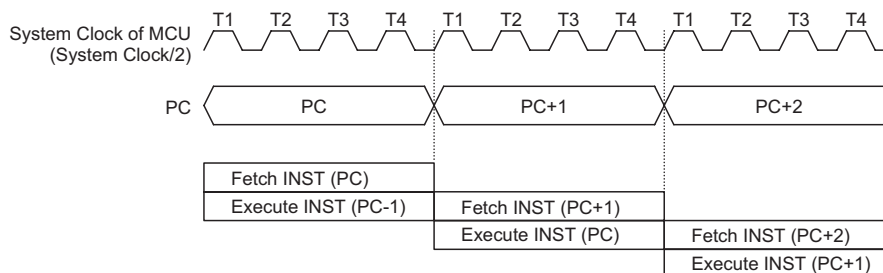 T1 T2 T3 T4 T1 T2 T3 T4 T1 T2 T3 T4
System Clock of MCU
(System Clock/2)
PC PC PC+1 PC+2
Fetch INST (PC)
Execute INST (PC-1) Fetch INST (PC+1)
Execute INST (PC) Fetch INST (PC+2)
Execute INST (PC+1)